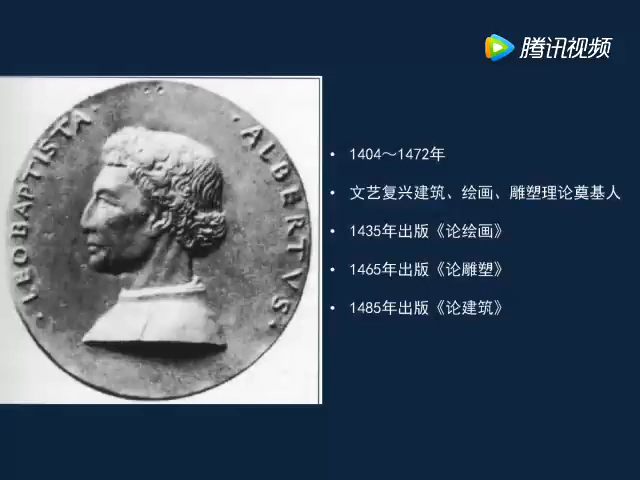 腾讯视频
LEO BAPTISTA ALBERTVS
• 1404～1472年
• 文艺复兴建筑、绘画、雕塑理论奠基人
• 1435年出版《论绘画》
• 1465年出版《论雕塑》
• 1485年出版《论建筑》